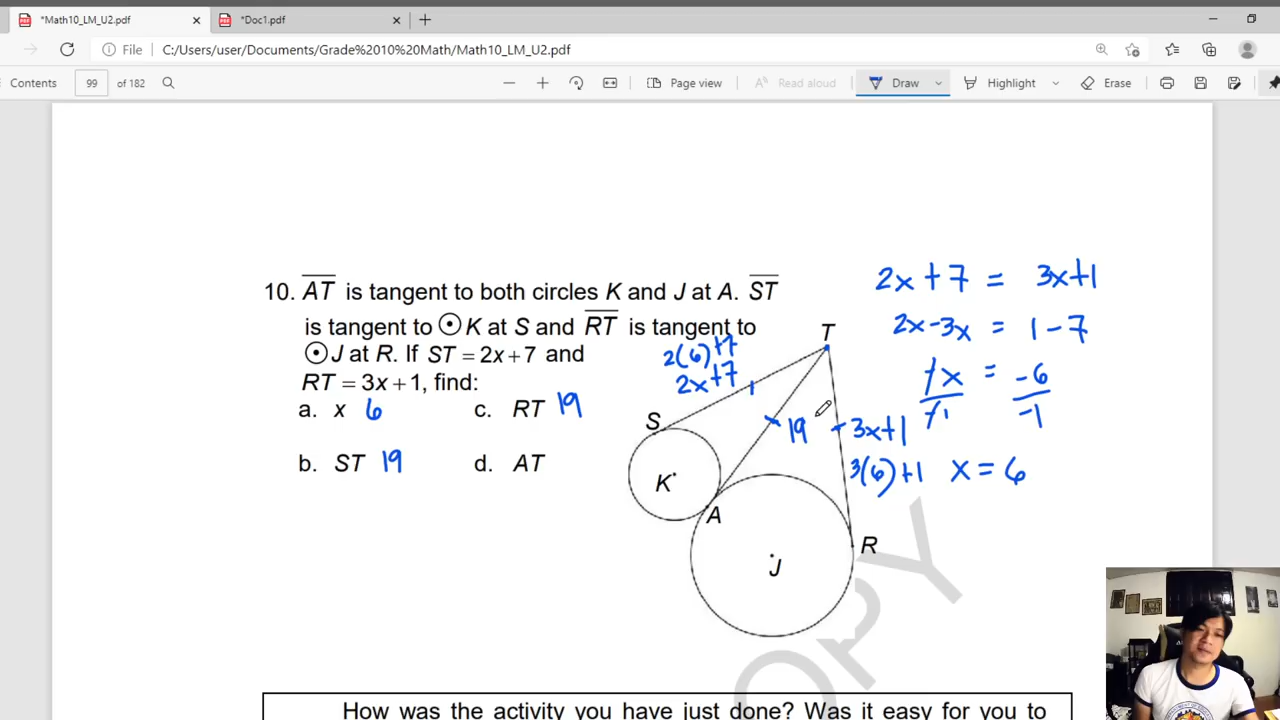 *Math10_LM_U2.pdf
*Doc1.pdf
File C:/Users/user/Documents/Grade%2010%20Math/Math10_LM_U2.pdf
Contents 99 of 182 Page view Read aloud Draw Highlight Erase
10. AT is tangent to both circles K and J at A. ST
is tangent to ⊙K at S and RT is tangent to
⊙J at R. If ST = 2x+7 and
RT = 3x+1, find:
a. x 6 c. RT 19
b. ST 19 d. AT
2(6)+7
2x+7
T
S
K
A
J
R
19
3x+1
3(6)+1
2x+7 = 3x+1
2x-3x = 1-7
-x = -6
-1 -1
x = 6
OPY
How was the activity you have just done? Was it easy for you to